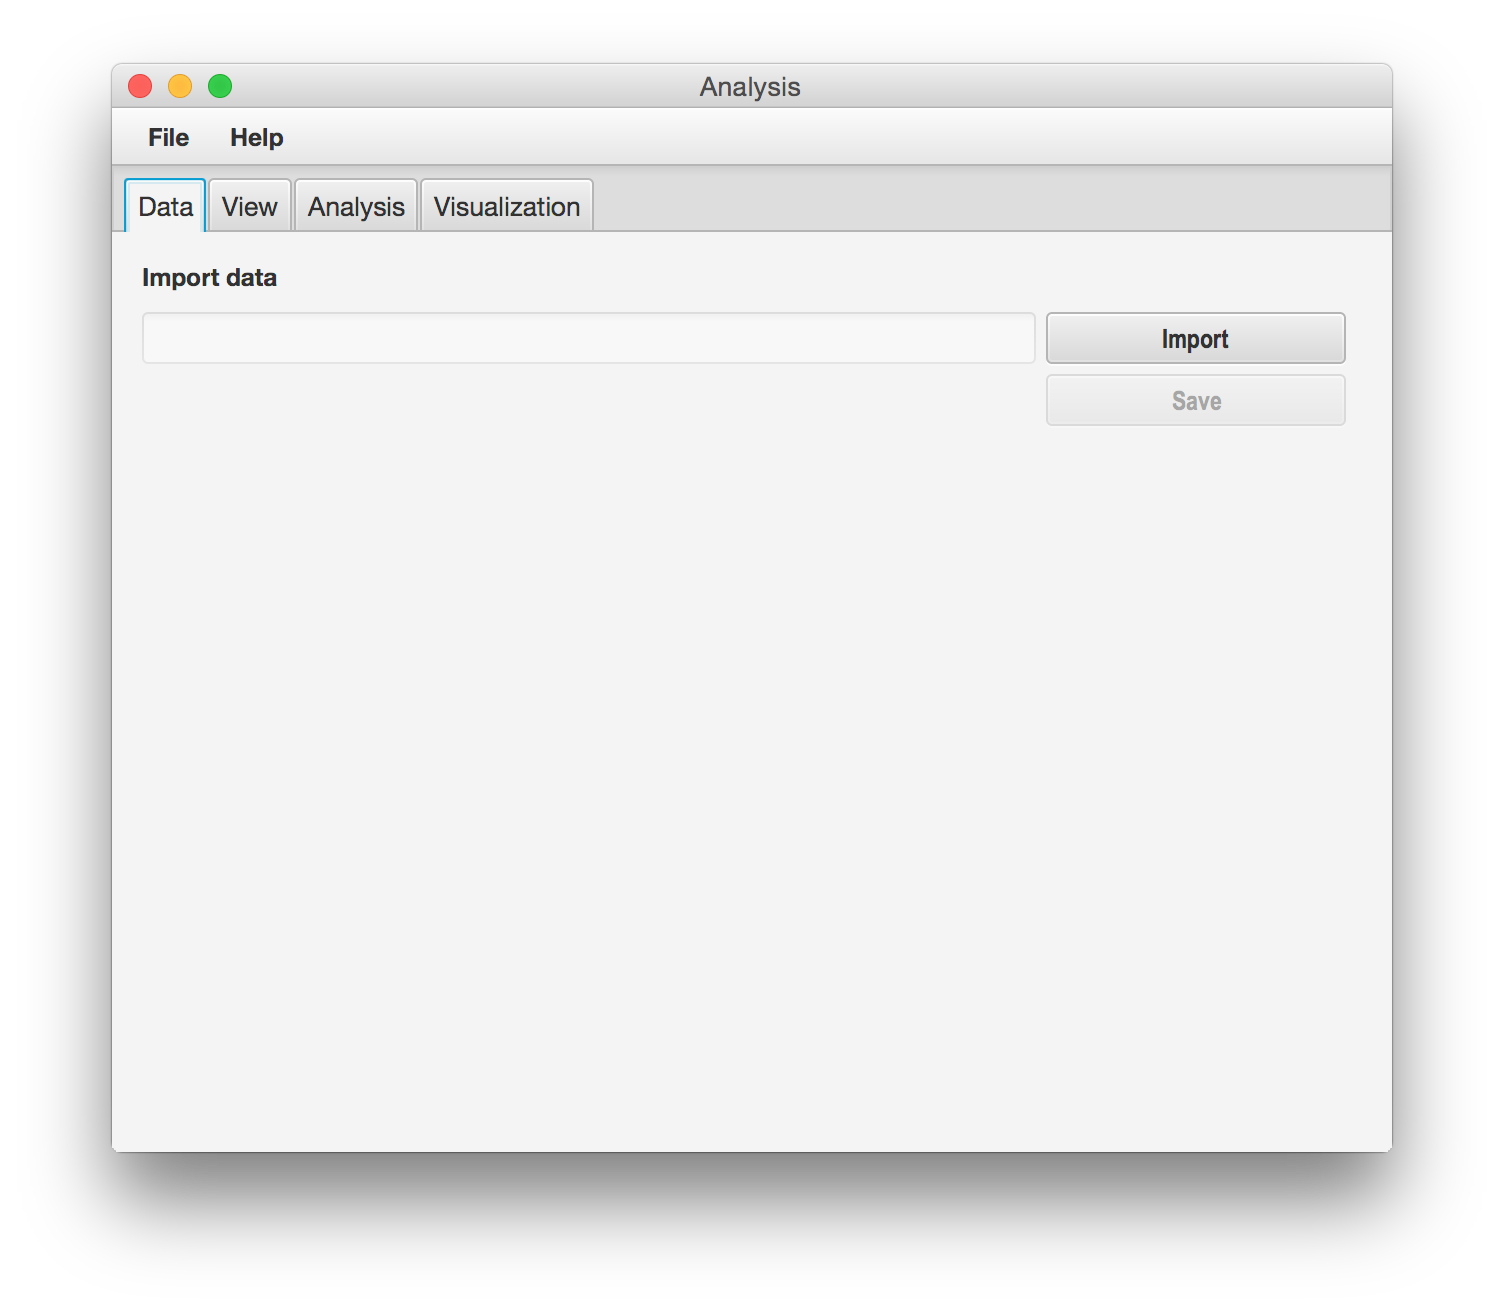 Analysis
File Help
Data View Analysis Visualization
Import data
Import
Save